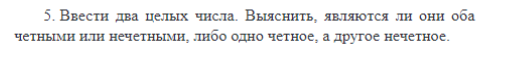 5. Ввести два целых числа. Выяснить, являются ли они оба
четными или нечетными, либо одно четное, а другое нечетное.